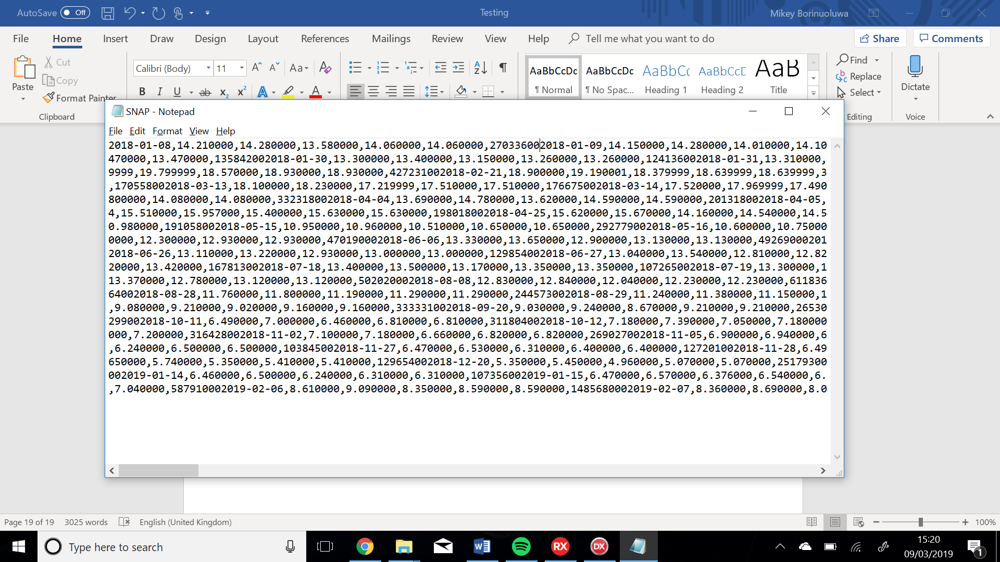 AutoSave Off Testing Mikey Borinuoluwa
File Home Insert Draw Design Layout References Mailings Review View Help Tell me what you want to do Share Comments
Paste Cut Copy Format Painter
Clipboard
Calibri (Body) 11
AaBbCcDc AaBbCcDc AaBbCc AaBbCcD AaB
¶ Normal ¶ No Spac... Heading 1 Heading 2 Title
Find Replace Select
Editing
Dictate
Voice
SNAP - Notepad
File Edit Format View Help
2018-01-08,14.210000,14.280000,13.580000,14.060000,14.060000,270336002018-01-09,14.150000,14.280000,14.010000,14.10
470000,13.470000,135842002018-01-30,13.300000,13.400000,13.150000,13.260000,13.260000,124136002018-01-31,13.310000,
9999,19.799999,18.570000,18.930000,18.930000,427231002018-02-21,18.900000,19.190001,18.379999,18.639999,18.639999,3
,170558002018-03-13,18.100000,18.230000,17.219999,17.510000,17.510000,176675002018-03-14,17.520000,17.969999,17.490
800000,14.080000,14.080000,332318002018-04-04,13.690000,14.780000,13.620000,14.590000,14.590000,201318002018-04-05,
4,15.510000,15.957000,15.400000,15.630000,15.630000,198018002018-04-25,15.620000,15.670000,14.160000,14.540000,14.5
0.980000,191058002018-05-15,10.950000,10.960000,10.510000,10.650000,10.650000,292779002018-05-16,10.600000,10.75000
0000,12.300000,12.930000,12.930000,470190002018-06-06,13.330000,13.650000,12.900000,13.130000,13.130000,49269000201
2018-06-26,13.110000,13.220000,12.930000,13.000000,13.000000,129854002018-06-27,13.040000,13.540000,12.810000,12.82
20000,13.420000,167813002018-07-18,13.400000,13.500000,13.170000,13.350000,13.350000,107265002018-07-19,13.300000,1
13.370000,12.780000,13.120000,13.120000,502020002018-08-08,12.830000,12.840000,12.040000,12.230000,12.230000,611836
64002018-08-28,11.760000,11.800000,11.190000,11.290000,11.290000,244573002018-08-29,11.240000,11.380000,11.150000,1
,9.080000,9.210000,9.020000,9.160000,9.160000,333331002018-09-20,9.030000,9.240000,8.670000,9.210000,9.210000,26530
299002018-10-11,6.490000,7.000000,6.460000,6.810000,6.810000,311804002018-10-12,7.180000,7.390000,7.050000,7.180000
000,7.200000,316428002018-11-02,7.100000,7.180000,6.660000,6.820000,6.820000,269027002018-11-05,6.900000,6.940000,6
,6.240000,6.500000,6.500000,103845002018-11-27,6.470000,6.530000,6.310000,6.400000,6.400000,127201002018-11-28,6.49
650000,5.740000,5.350000,5.410000,5.410000,129654002018-12-20,5.350000,5.450000,4.960000,5.070000,5.070000,25179300
002019-01-14,6.460000,6.500000,6.240000,6.310000,6.310000,107356002019-01-15,6.470000,6.570000,6.376000,6.540000,6.
,7.040000,587910002019-02-06,8.610000,9.090000,8.350000,8.590000,8.590000,1485680002019-02-07,8.360000,8.690000,8.0
Page 19 of 19 3025 words English (United Kingdom) 100%
Type here to search
RX DX
15:20
09/03/2019
1